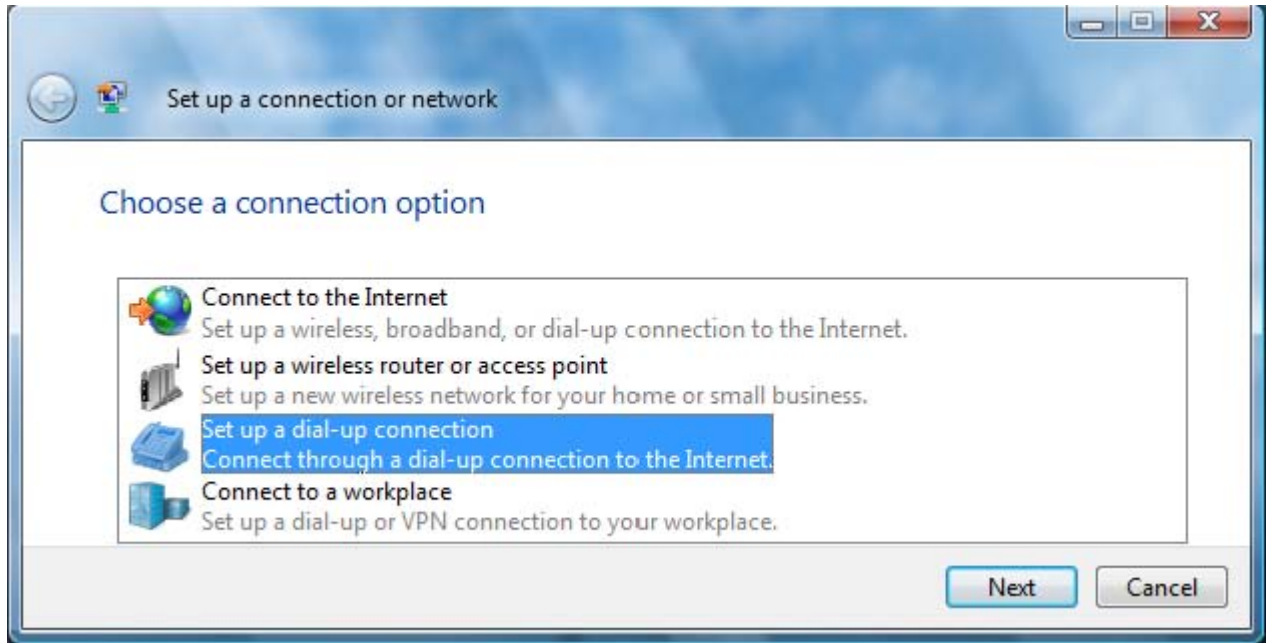 Set up a connection or network
Choose a connection option
Connect to the Internet
Set up a wireless, broadband, or dial-up connection to the Internet.
Set up a wireless router or access point
Set up a new wireless network for your home or small business.
Set up a dial-up connection
Connect through a dial-up connection to the Internet.
Connect to a workplace
Set up a dial-up or VPN connection to your workplace.
Next Cancel